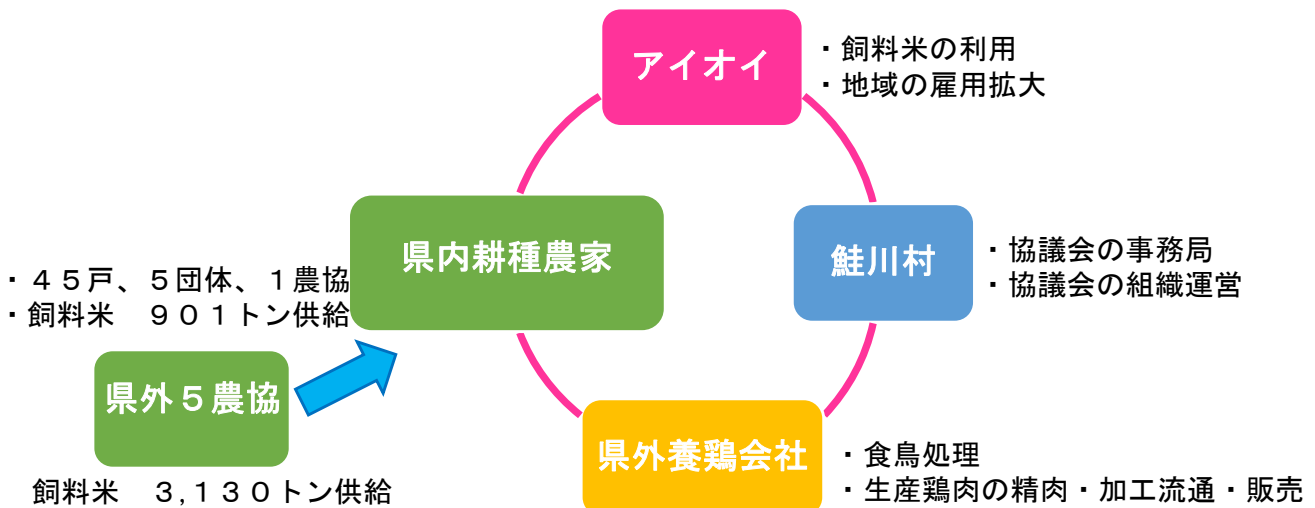 アイオイ
・飼料米の利用
・地域の雇用拡大
県内耕種農家
・４５戸、５団体、１農協
・飼料米　９０１トン供給
鮭川村
・協議会の事務局
・協議会の組織運営
県外５農協
飼料米　３,１３０トン供給
県外養鶏会社
・食鳥処理
・生産鶏肉の精肉・加工流通・販売